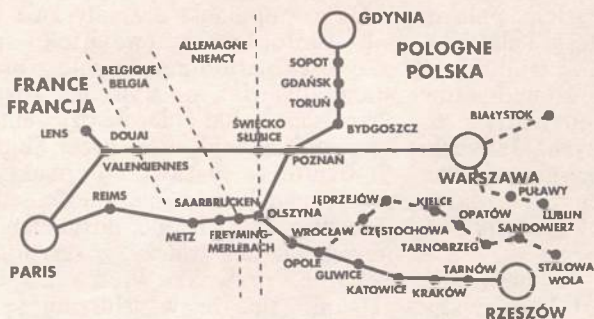 GDYNIA
ALLEMAGNE
NIEMCY
SOPOT
POLOGNE
POLSKA
BELGIQUE
BELGIA
GDAŃSK
FRANCE
FRANCJA
TORUŃ
BIAŁYSTOK
LENS
DOUAI
ŚWIĘCKO
SŁUBICE
BYDGOSZCZ
VALENCIENNES
POZNAŃ
WARSZAWA
REIMS
SAARBRUCKEN
OLSZYNA
JĘDRZEJÓW
KIELCE
PUŁAWY
LUBLIN
WROCŁAW
CZĘSTOCHOWA
OPATÓW
SANDOMIERZ
METZ
FREYMING-
MERLEBACH
TARNOBRZEG
PARIS
OPOLE
GLIWICE
STALOWA
WOLA
KATOWICE
KRAKÓW
TARNÓW
RZESZÓW